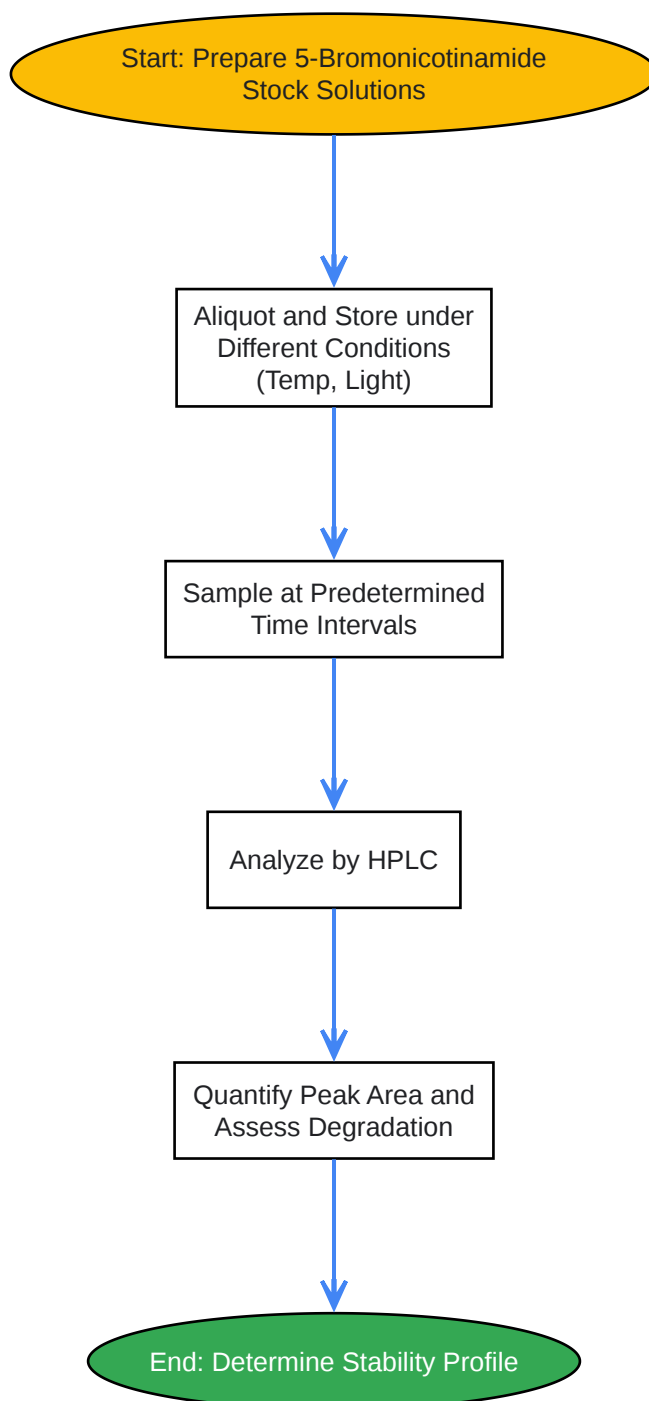 Start: Prepare 5-Bromonicotinamide
Stock Solutions
Aliquot and Store under
Different Conditions
(Temp, Light)
Sample at Predetermined
Time Intervals
Analyze by HPLC
Quantify Peak Area and
Assess Degradation
End: Determine Stability Profile